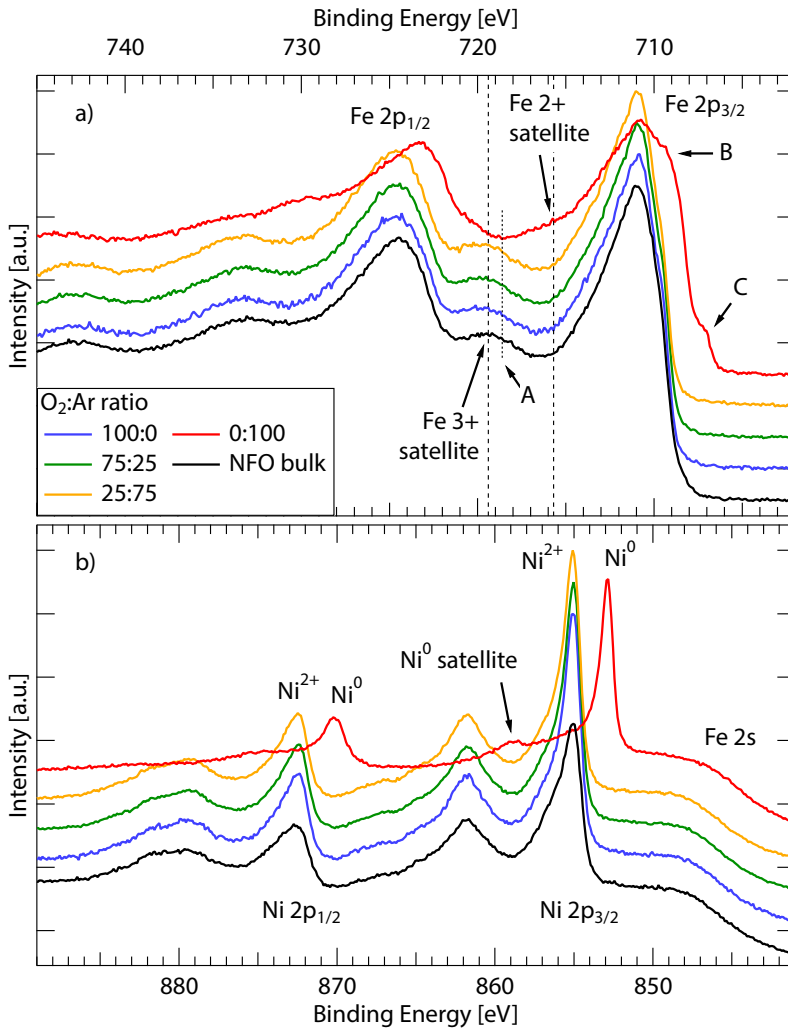 Binding Energy [eV]
740 730 720 710
a)
Fe 2p1/2
Fe 2+
satellite
Fe 2p3/2
B
C
A
Fe 3+
satellite
Intensity [a.u.]
O2:Ar ratio
100:0 0:100
75:25 NFO bulk
25:75
b)
Ni2+ Ni0
Ni0 satellite
Ni2+ Ni0
Fe 2s
Ni 2p1/2 Ni 2p3/2
Intensity [a.u.]
880 870 860 850
Binding Energy [eV]